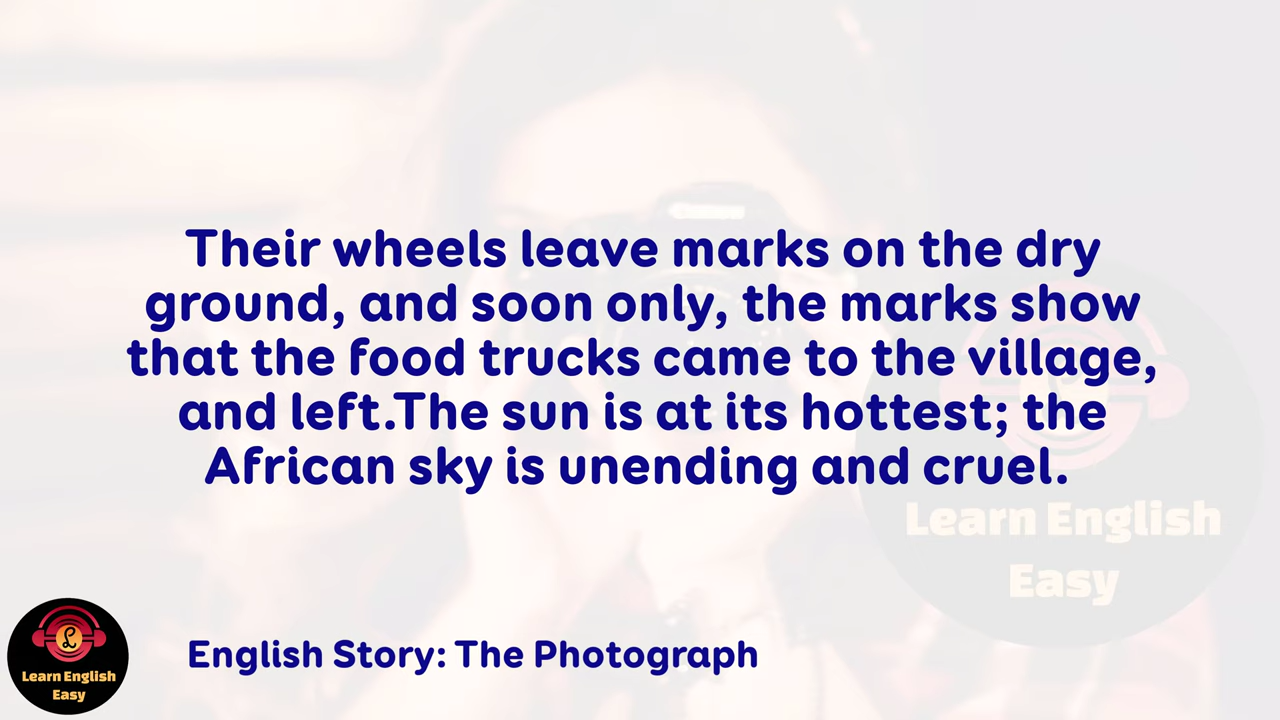 Their wheels leave marks on the dry
ground, and soon only, the marks show
that the food trucks came to the village,
and left.The sun is at its hottest; the
African sky is unending and cruel.
Learn English
Easy
Learn English
Easy
English Story: The Photograph